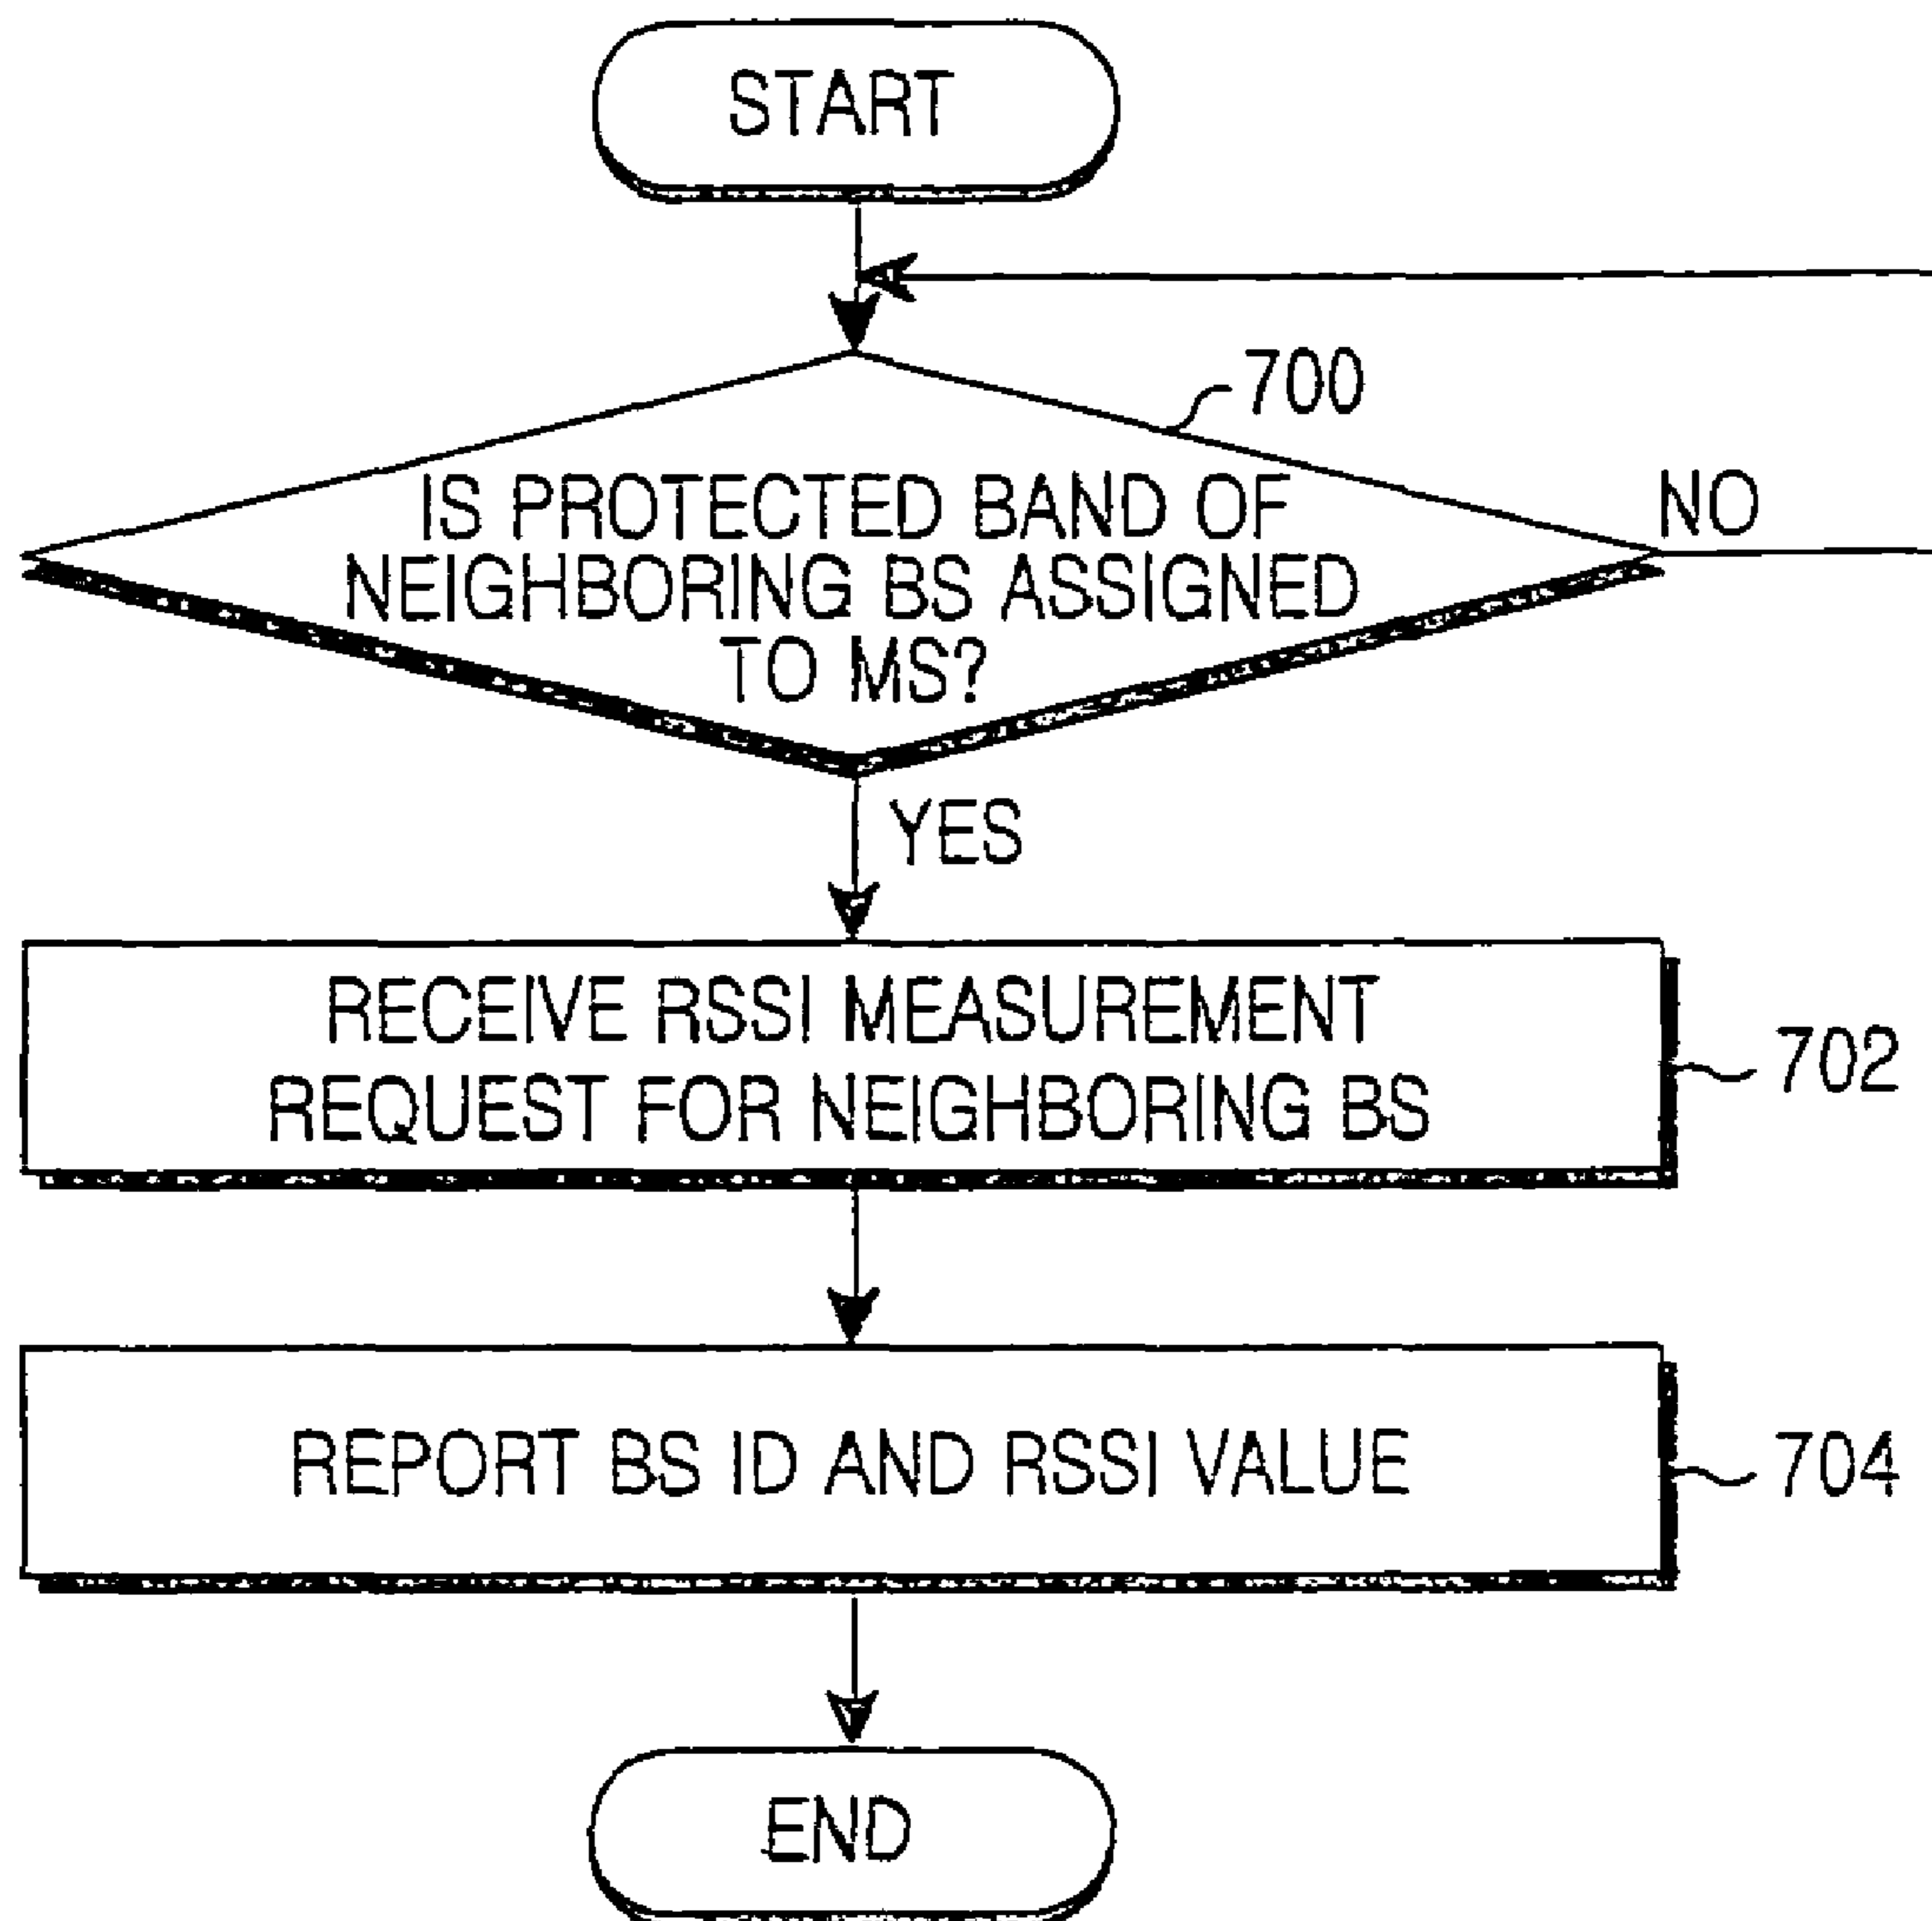 START
700
IS PROTECTED BAND OF
NEIGHBORING BS ASSIGNED
TO MS?
NO
YES
RECEIVE RSSI MEASUREMENT
REQUEST FOR NEIGHBORING BS
702
REPORT BS ID AND RSSI VALUE
704
END